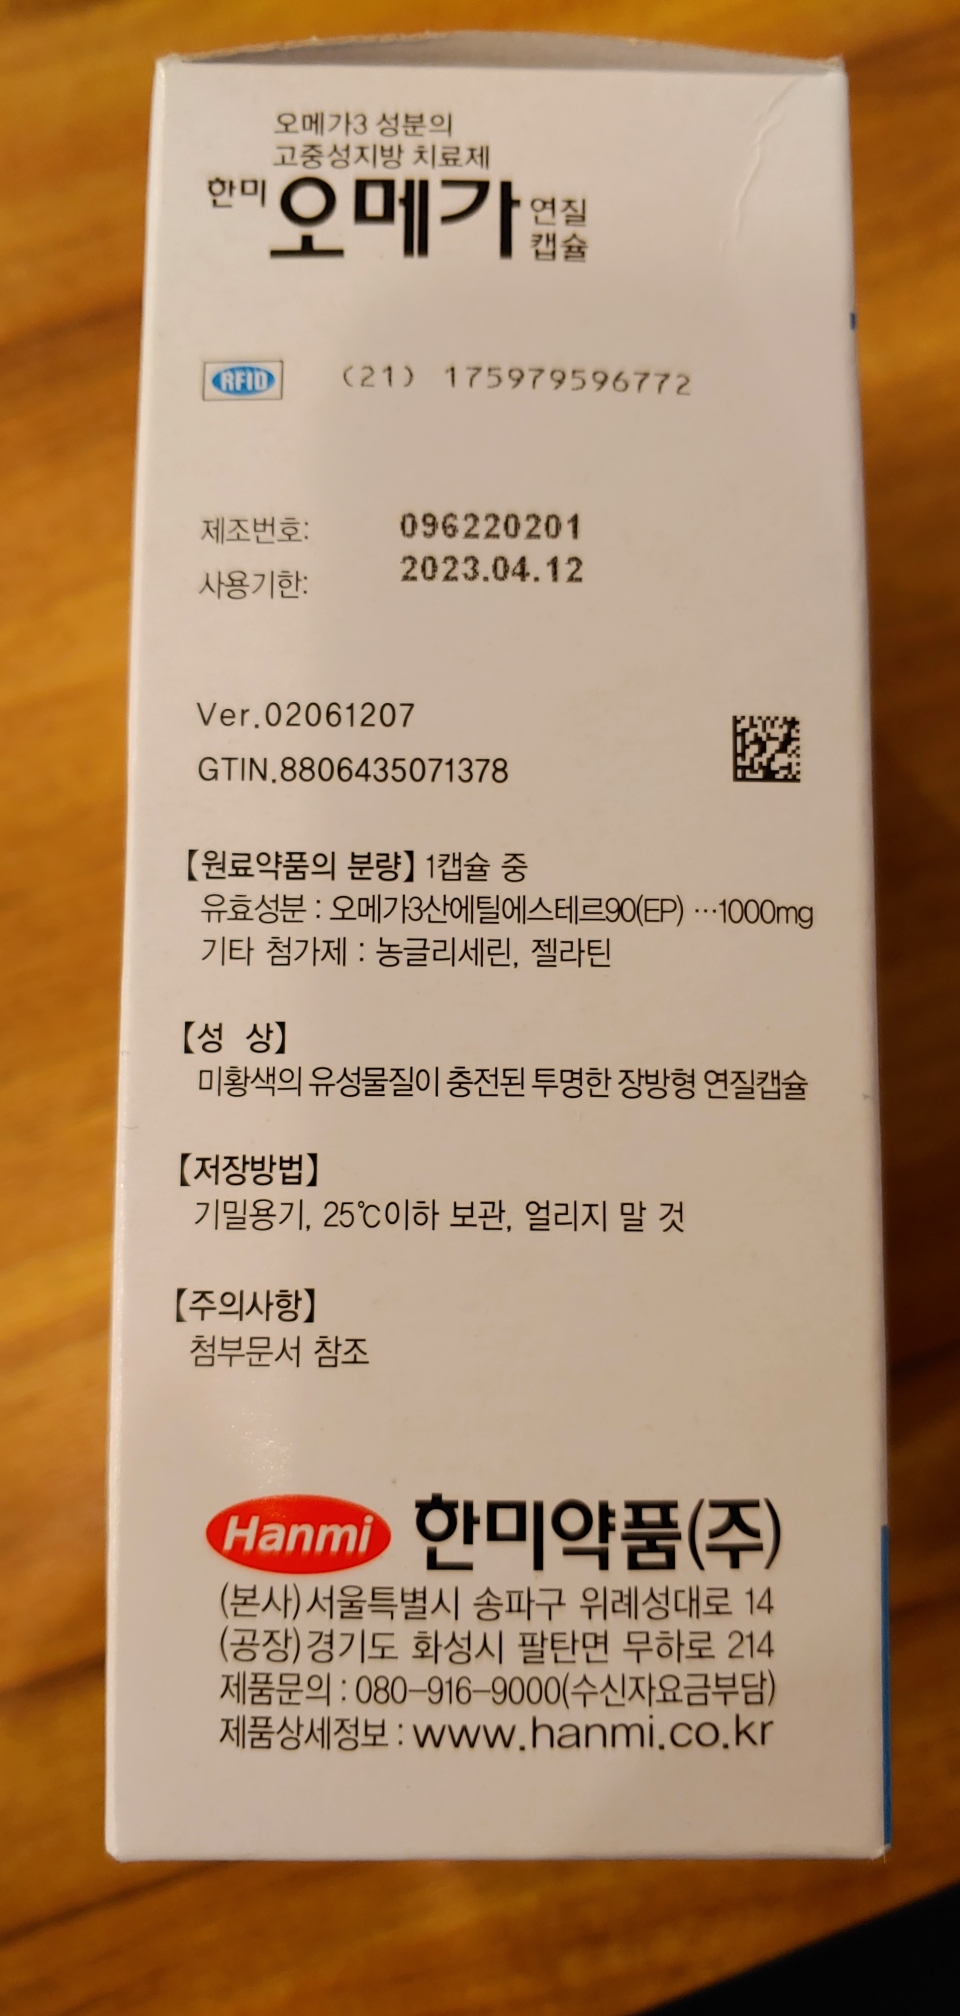 오메가3 성분의
고중성지방 치료제
한미 오메가 연질
캡슐
RFID (21) 175979596772
제조번호: 096220201
사용기한: 2023.04.12
Ver.02061207
GTIN.8806435071378
【원료약품의 분량】 1캡슐 중
유효성분 : 오메가3산에틸에스테르90(EP) …1000mg
기타 첨가제 : 농글리세린, 젤라틴
【성 상】
미황색의 유성물질이 충전된 투명한 장방형 연질캡슐
【저장방법】
기밀용기, 25℃이하 보관, 얼리지 말 것
【주의사항】
첨부문서 참조
Hanmi 한미약품(주)
(본사)서울특별시 송파구 위례성대로 14
(공장)경기도 화성시 팔탄면 무하로 214
제품문의 : 080-916-9000(수신자요금부담)
제품상세정보 : www.hanmi.co.kr